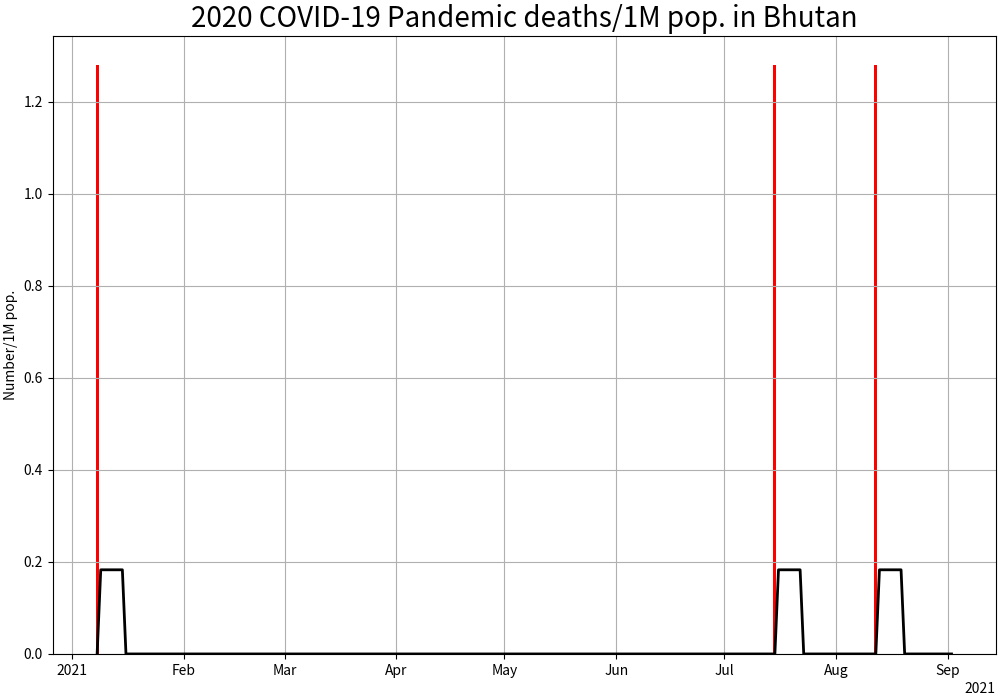 2020 COVID-19 Pandemic deaths/1M pop. in Bhutan
Number/1M pop.
1.2
1.0
0.8
0.6
0.4
0.2
0.0
2021 Feb Mar Apr May Jun Jul Aug Sep
2021